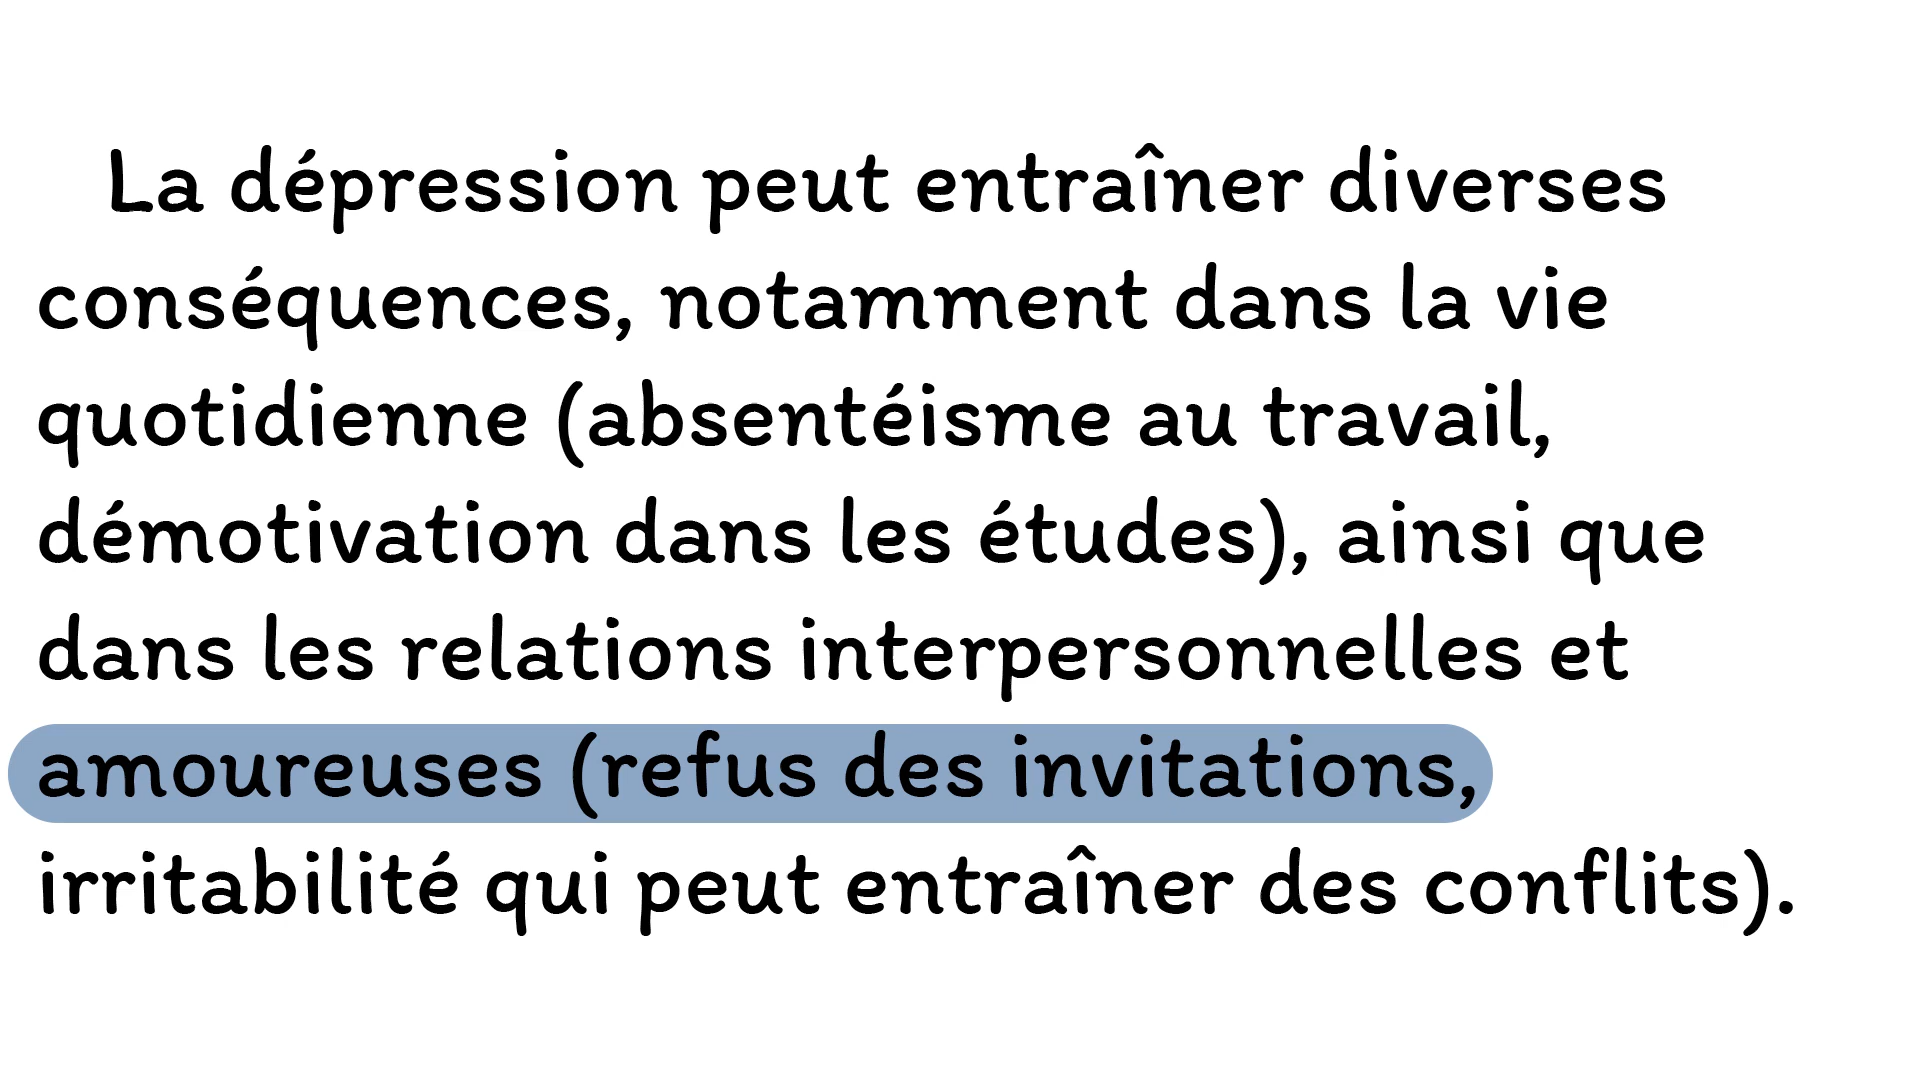 La dépression peut entraîner diverses
conséquences, notamment dans la vie
quotidienne (absentéisme au travail,
démotivation dans les études), ainsi que
dans les relations interpersonnelles et
amoureuses (refus des invitations,
irritabilité qui peut entraîner des conflits).